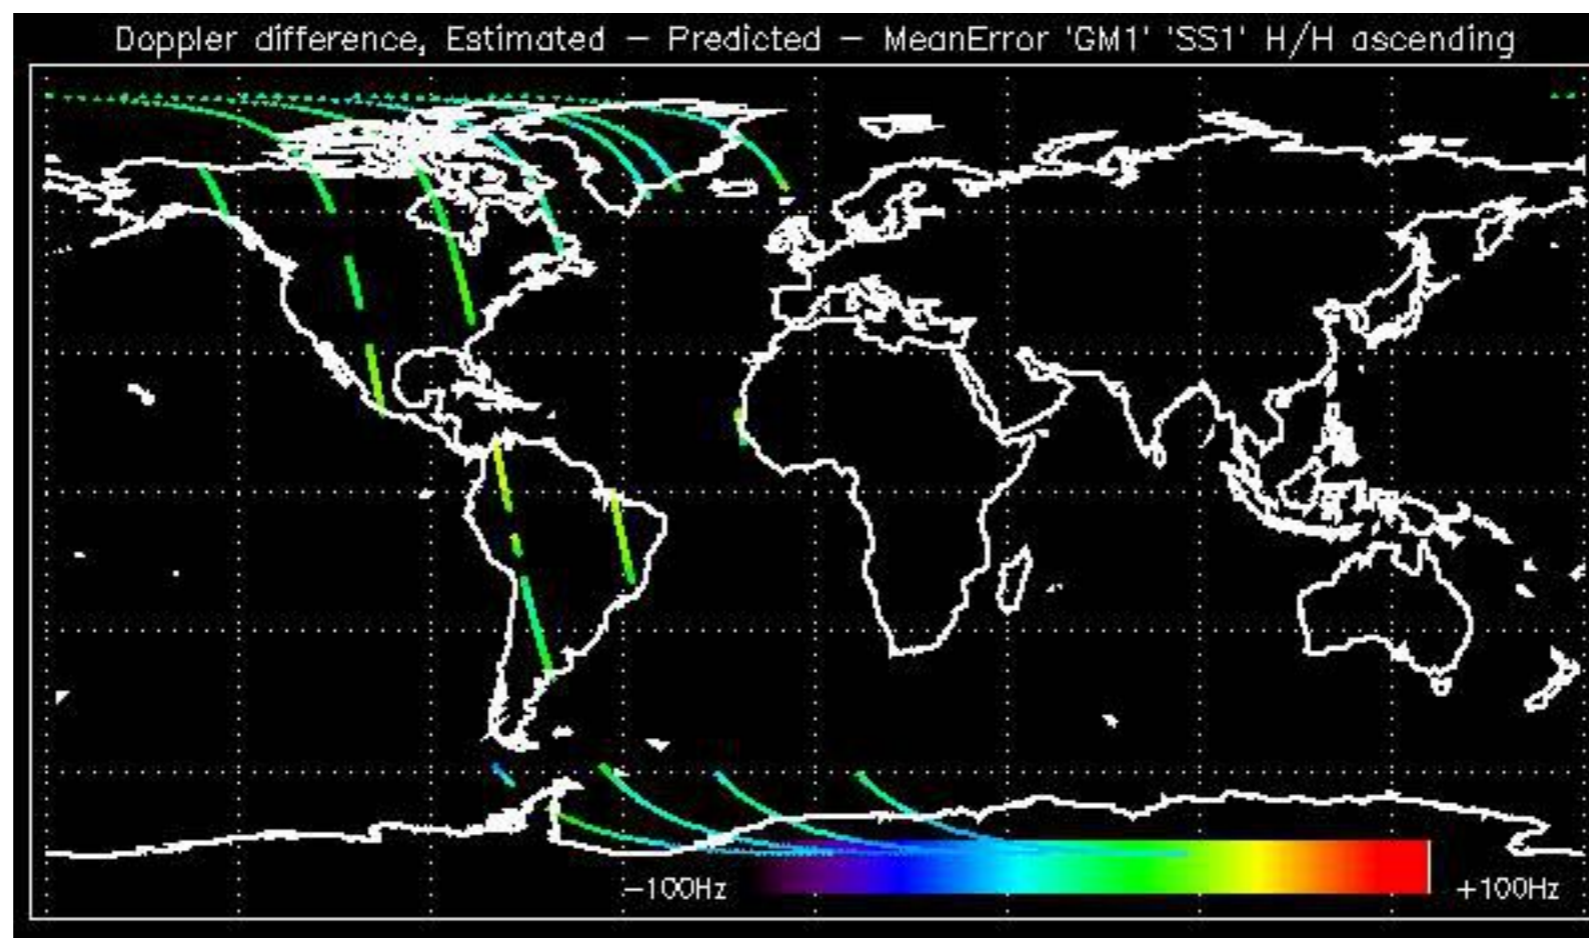 Doppler difference, Estimated – Predicted – MeanError 'GM1' 'SS1' H/H ascending
–100Hz +100Hz